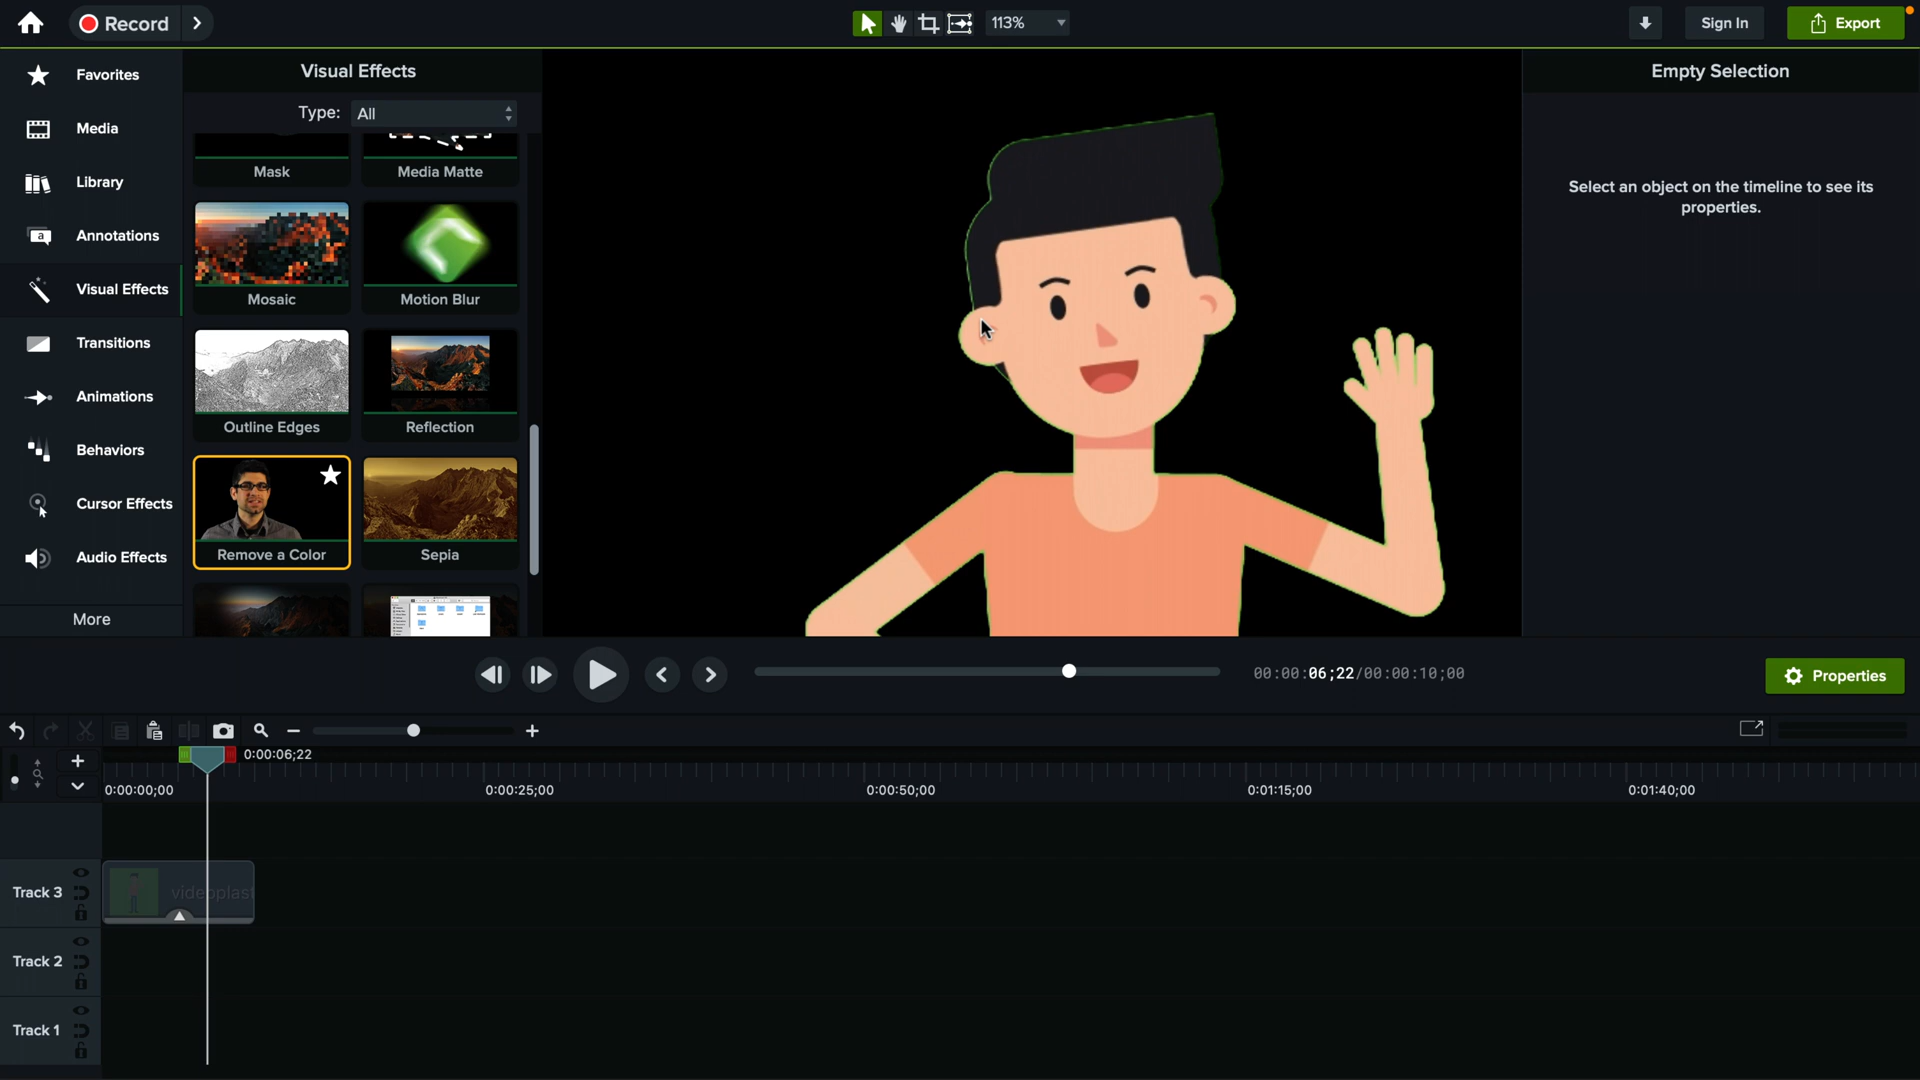 Record
113%
Sign In
Export
Favorites
Media
Library
Annotations
Visual Effects
Transitions
Animations
Behaviors
Cursor Effects
Audio Effects
More
Visual Effects
Type: All
Mask
Media Matte
Mosaic
Motion Blur
Outline Edges
Reflection
Remove a Color
Sepia
Empty Selection
Select an object on the timeline to see its
properties.
00:00:06;22/00:00:10;00
Properties
0:00:06;22
0:00:00;00
0:00:25;00
0:00:50;00
0:01:15;00
0:01:40;00
Track 3
videoplast
Track 2
Track 1